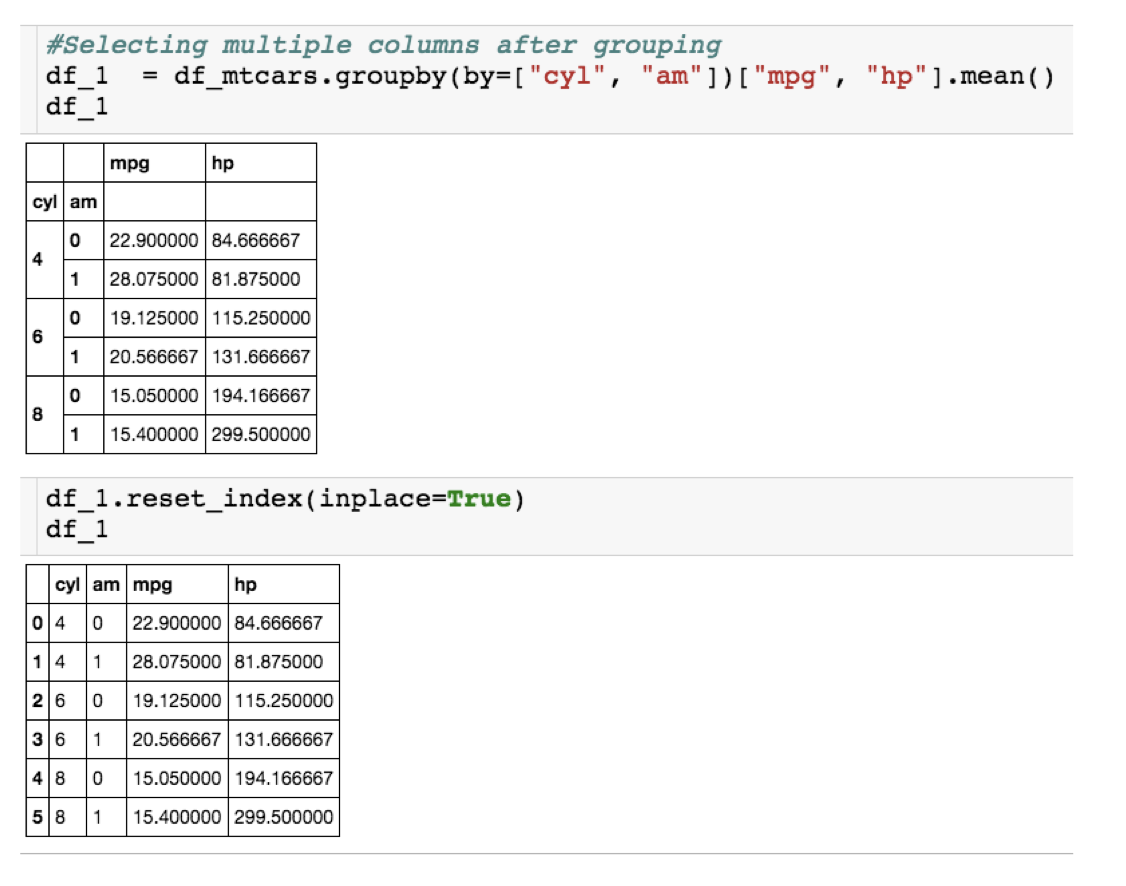 #Selecting multiple columns after grouping
df_1  = df_mtcars.groupby(by=["cyl", "am"])["mpg", "hp"].mean()
df_1
mpg hp
cyl am
4 0 22.900000 84.666667
1 28.075000 81.875000
6 0 19.125000 115.250000
1 20.566667 131.666667
8 0 15.050000 194.166667
1 15.400000 299.500000
df_1.reset_index(inplace=True)
df_1
cyl am mpg hp
0 4 0 22.900000 84.666667
1 4 1 28.075000 81.875000
2 6 0 19.125000 115.250000
3 6 1 20.566667 131.666667
4 8 0 15.050000 194.166667
5 8 1 15.400000 299.500000